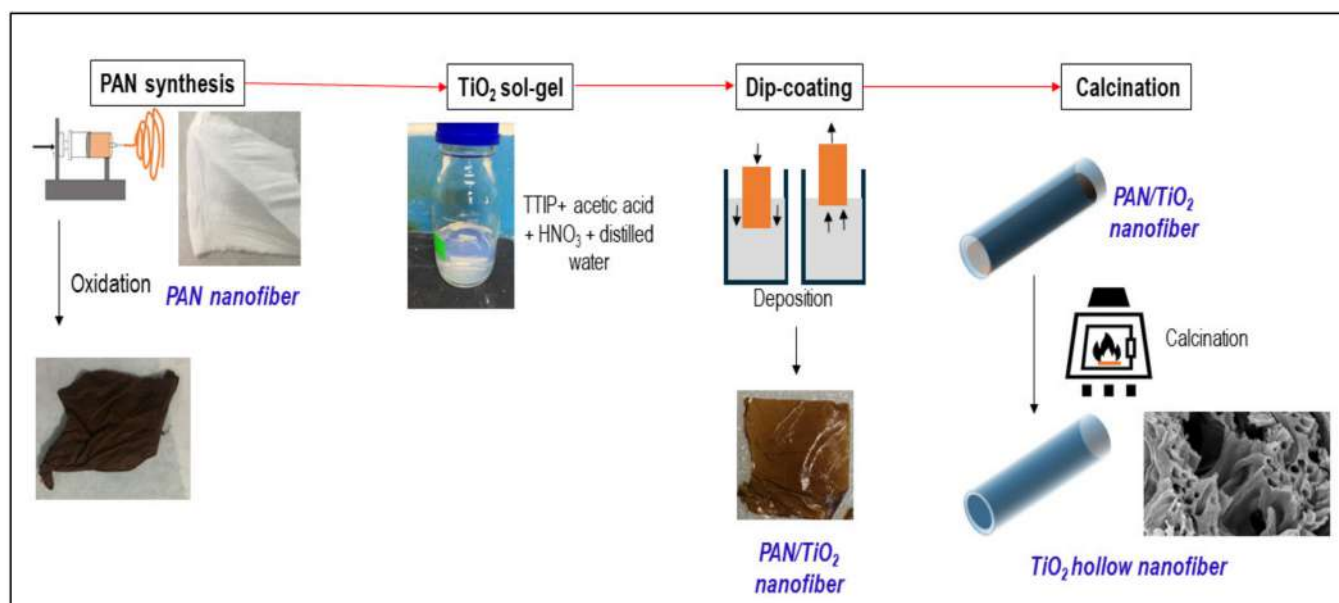 PAN synthesis
TiO₂ sol-gel
Dip-coating
Calcination
Oxidation
PAN nanofiber
TTIP+ acetic acid
+ HNO₃ + distilled
water
Deposition
PAN/TiO₂
nanofiber
PAN/TiO₂
nanofiber
Calcination
TiO₂ hollow nanofiber